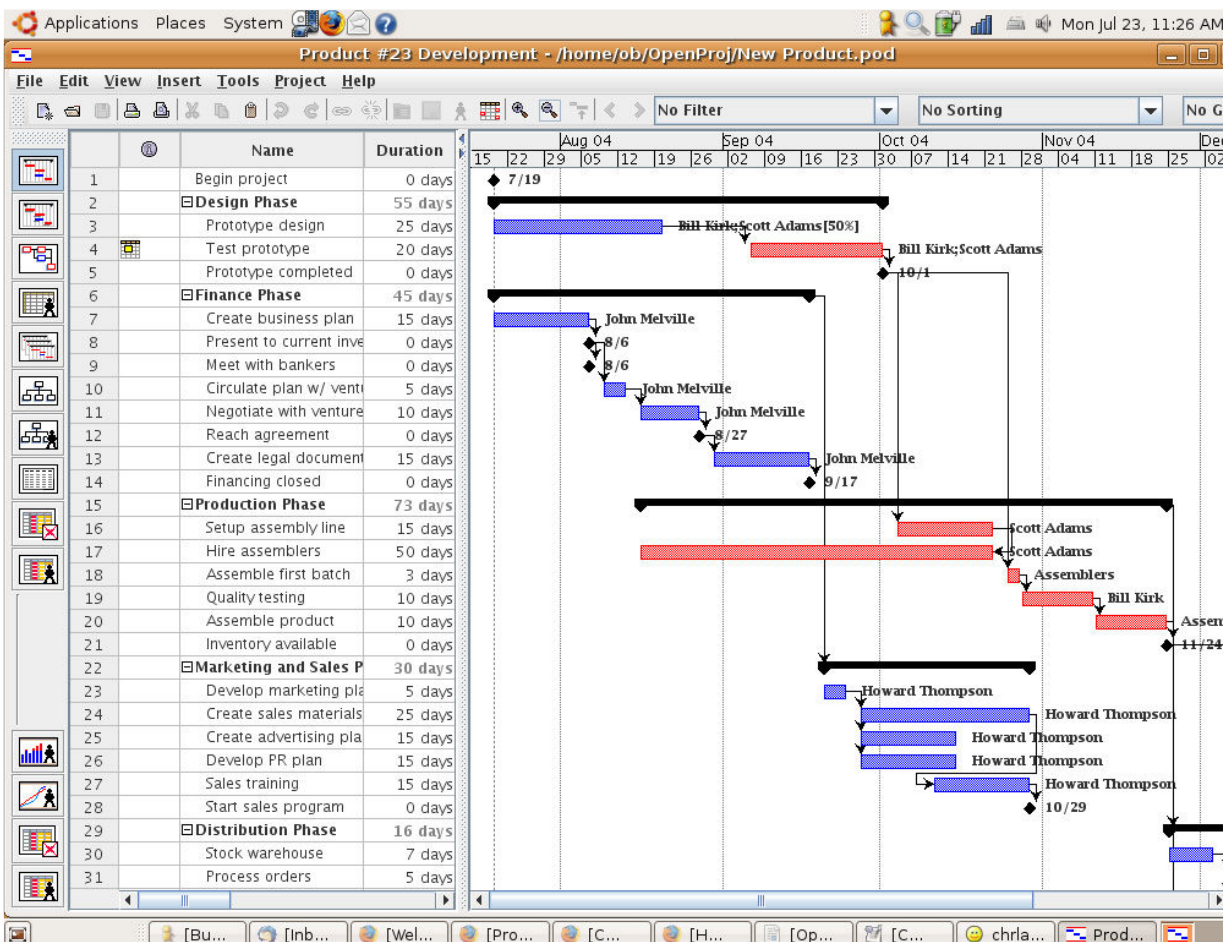 Applications Places System Mon Jul 23, 11:26 AM
Product #23 Development - /home/ob/OpenProj/New Product.pod
File Edit View Insert Tools Project Help
No Filter No Sorting No G
Name Duration
Aug 04 Sep 04 Oct 04 Nov 04 Dec
15 22 29 05 12 19 26 02 09 16 23 30 07 14 21 28 04 11 18 25 02
1 Begin project 0 days 7/19
2 Design Phase 55 days
3 Prototype design 25 days Bill Kirk;Scott Adams[50%]
4 Test prototype 20 days Bill Kirk;Scott Adams
5 Prototype completed 0 days 10/1
6 Finance Phase 45 days
7 Create business plan 15 days John Melville
8 Present to current inve 0 days 8/6
9 Meet with bankers 0 days 8/6
10 Circulate plan w/ vent 5 days John Melville
11 Negotiate with venture 10 days John Melville
12 Reach agreement 0 days 8/27
13 Create legal document 15 days John Melville
14 Financing closed 0 days 9/17
15 Production Phase 73 days
16 Setup assembly line 15 days Scott Adams
17 Hire assemblers 50 days Scott Adams
18 Assemble first batch 3 days Assemblers
19 Quality testing 10 days Bill Kirk
20 Assemble product 10 days Assem
21 Inventory available 0 days 11/24
22 Marketing and Sales P 30 days
23 Develop marketing pla 5 days Howard Thompson
24 Create sales materials 25 days Howard Thompson
25 Create advertising pla 15 days Howard Thompson
26 Develop PR plan 15 days Howard Thompson
27 Sales training 15 days Howard Thompson
28 Start sales program 0 days 10/29
29 Distribution Phase 16 days
30 Stock warehouse 7 days
31 Process orders 5 days
[Bu... [Inb... [Wel... [Pro... [C... [H... [Op... [C... chrla... Prod...